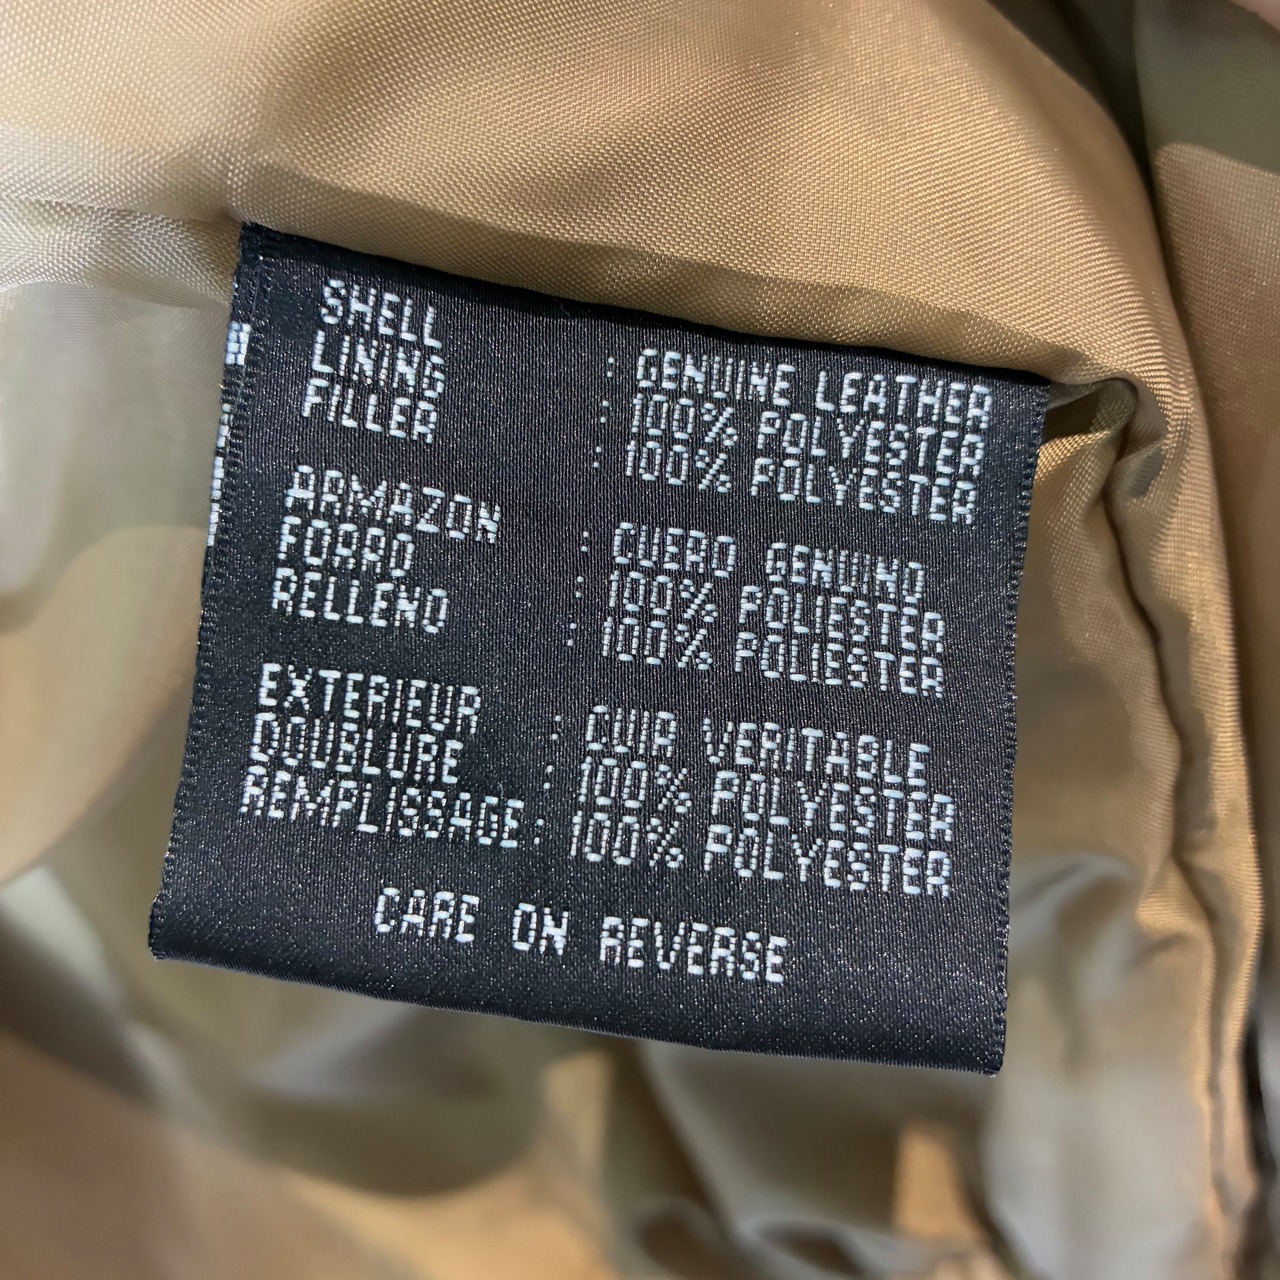 SHELL : GENUINE LEATHER
LINING : 100% POLYESTER
FILLER : 100% POLYESTER
ARMAZON : CUERO GENUINO
FORRO : 100% POLIESTER
RELLENO : 100% POLIESTER
EXTERIEUR : CUIR VERITABLE
DOUBLURE : 100% POLYESTER
REMPLISSAGE : 100% POLYESTER
CARE ON REVERSE